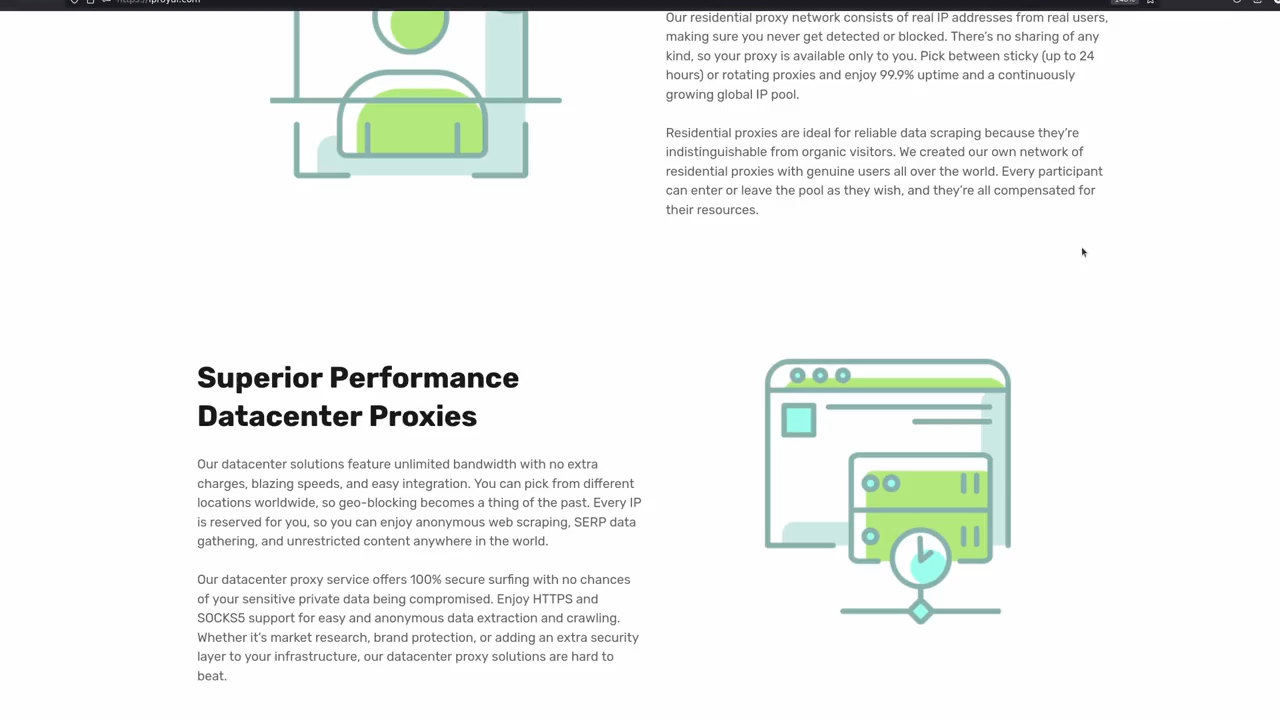 https://iproyal.com
Our residential proxy network consists of real IP addresses from real users,
making sure you never get detected or blocked. There's no sharing of any
kind, so your proxy is available only to you. Pick between sticky (up to 24
hours) or rotating proxies and enjoy 99.9% uptime and a continuously
growing global IP pool.
Residential proxies are ideal for reliable data scraping because they're
indistinguishable from organic visitors. We created our own network of
residential proxies with genuine users all over the world. Every participant
can enter or leave the pool as they wish, and they're all compensated for
their resources.
Superior Performance
Datacenter Proxies
Our datacenter solutions feature unlimited bandwidth with no extra
charges, blazing speeds, and easy integration. You can pick from different
locations worldwide, so geo-blocking becomes a thing of the past. Every IP
is reserved for you, so you can enjoy anonymous web scraping, SERP data
gathering, and unrestricted content anywhere in the world.
Our datacenter proxy service offers 100% secure surfing with no chances
of your sensitive private data being compromised. Enjoy HTTPS and
SOCKS5 support for easy and anonymous data extraction and crawling.
Whether it's market research, brand protection, or adding an extra security
layer to your infrastructure, our datacenter proxy solutions are hard to
beat.